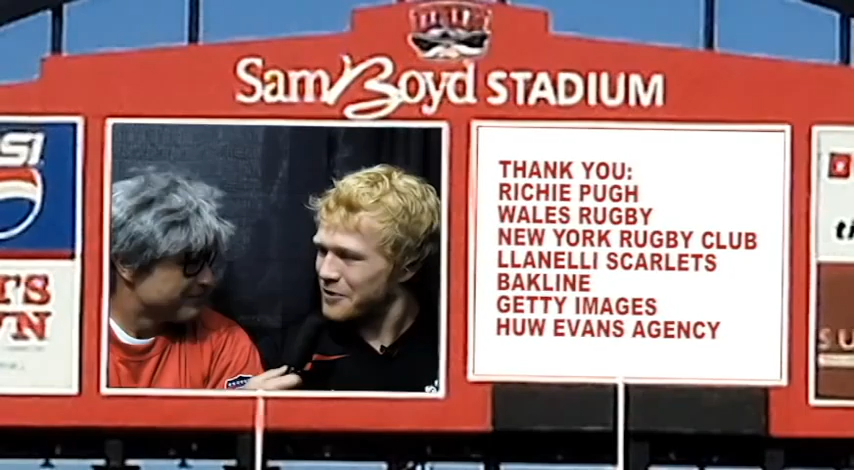 Sam Boyd STADIUM
THANK YOU:
RICHIE PUGH
WALES RUGBY
NEW YORK RUGBY CLUB
LLANELLI SCARLETS
BAKLINE
GETTY IMAGES
HUW EVANS AGENCY